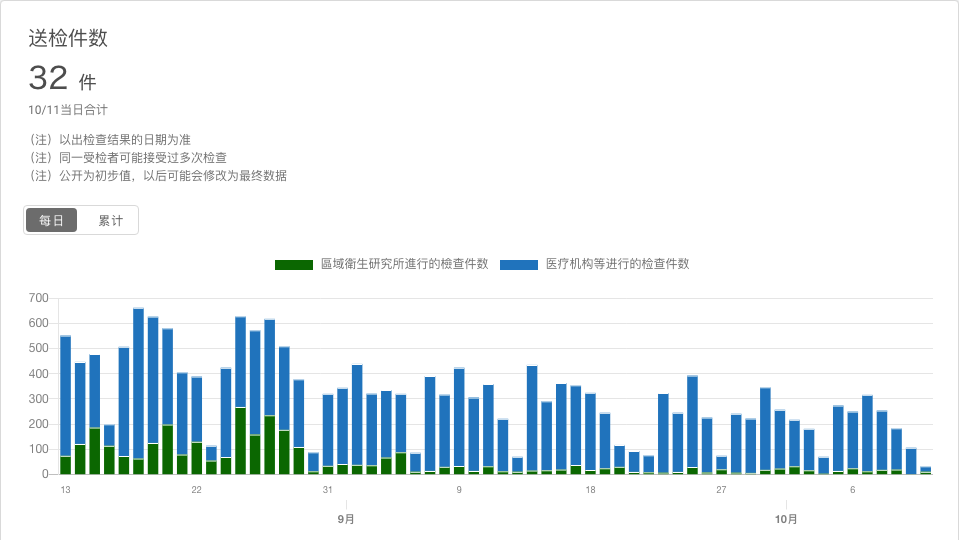 送检件数
32 件
10/11当日合计
（注）以出检查结果的日期为准
（注）同一受检者可能接受过多次检查
（注）公开为初步值，以后可能会修改为最终数据
每日 累计
區域衛生研究所進行的檢查件數 医疗机构等进行的检查件数
700
600
500
400
300
200
100
0
13 22 31 9 18 27 6
9月 10月